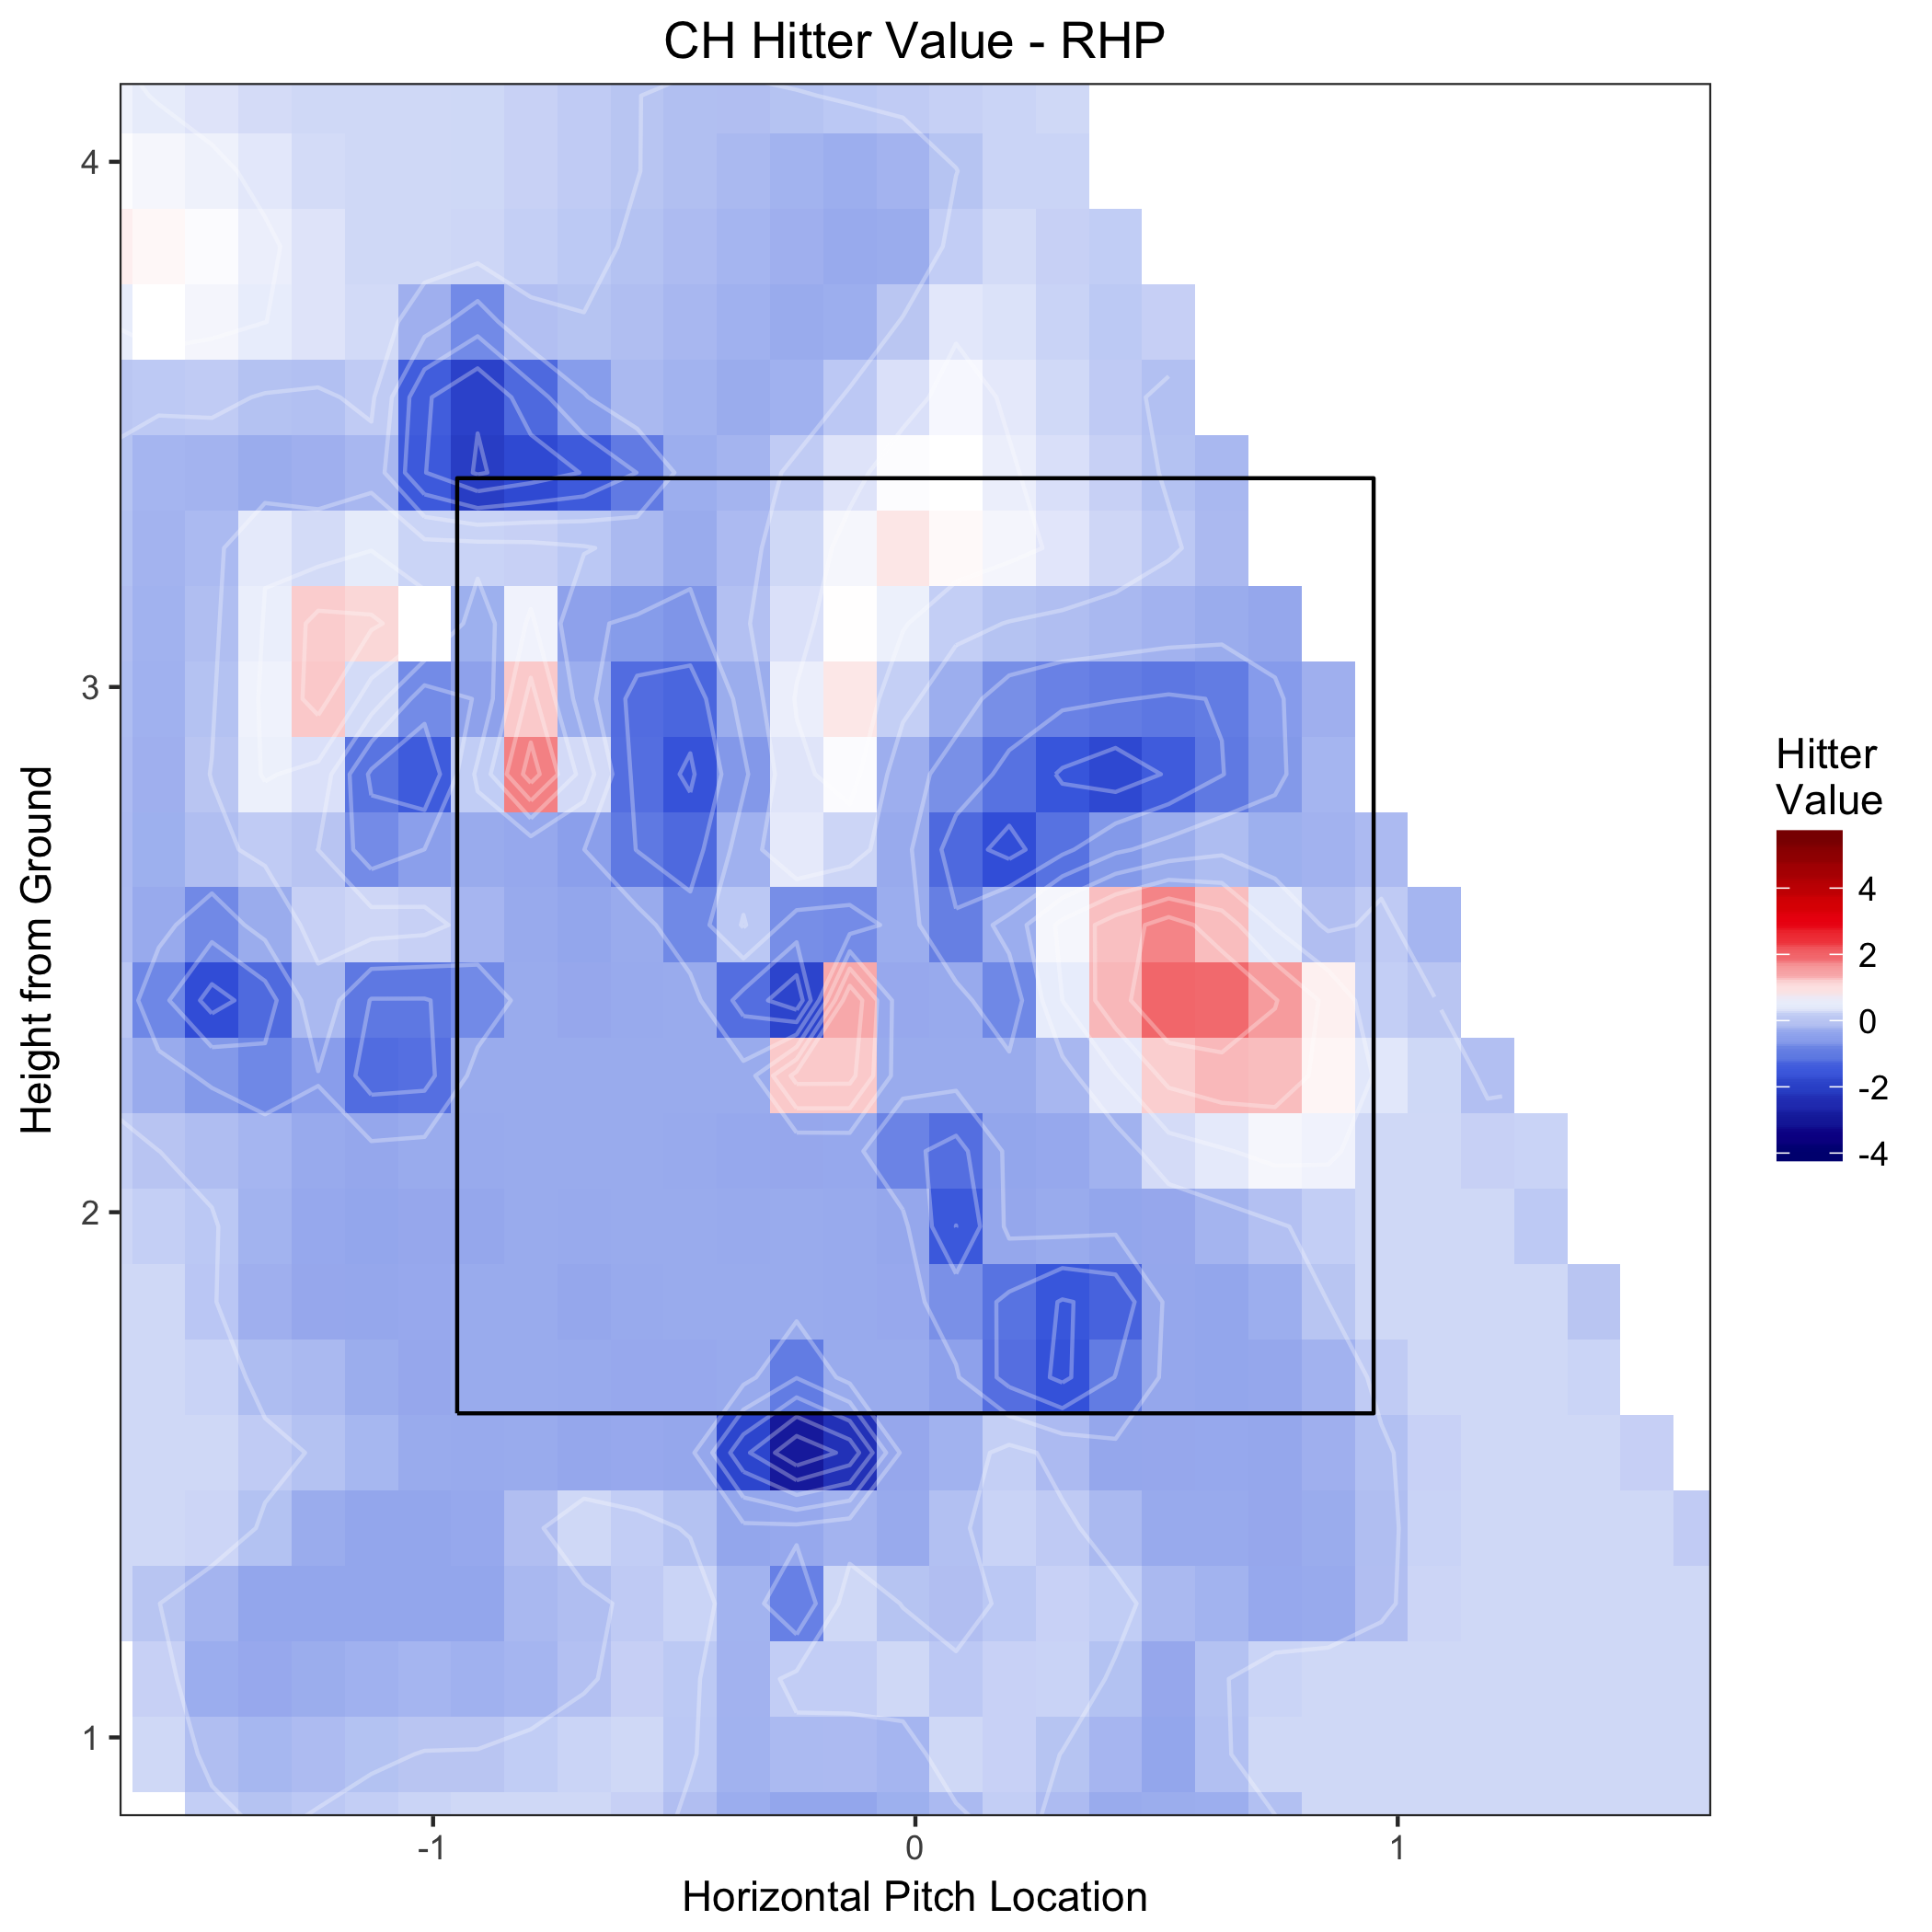 CH Hitter Value - RHP
4
3
2
1
Height from Ground
-1
0
1
Horizontal Pitch Location
Hitter
Value
4
2
0
-2
-4